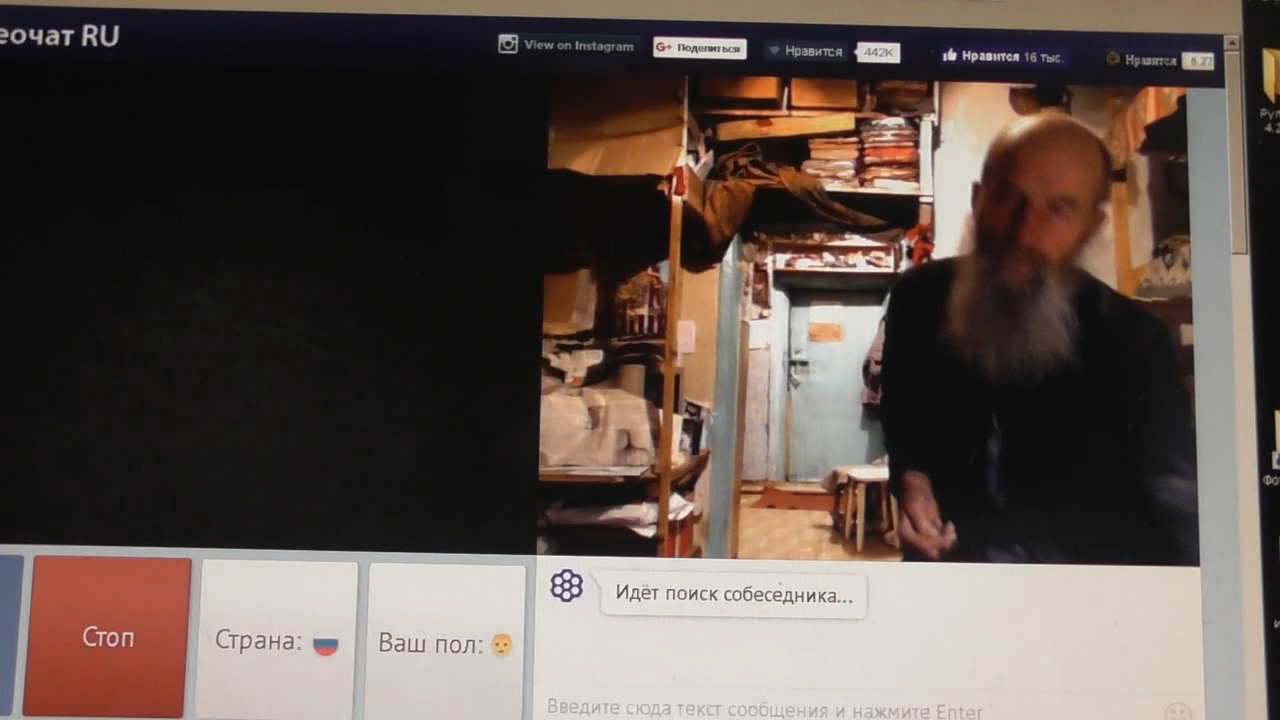 еочат RU
View on Instagram
G+ Поделиться
Нравится 442K
Нравится 16 тыс.
Нравится
Стоп
Страна:
Ваш пол:
Идёт поиск собеседника...
Введите сюда текст сообщения и нажмите Enter